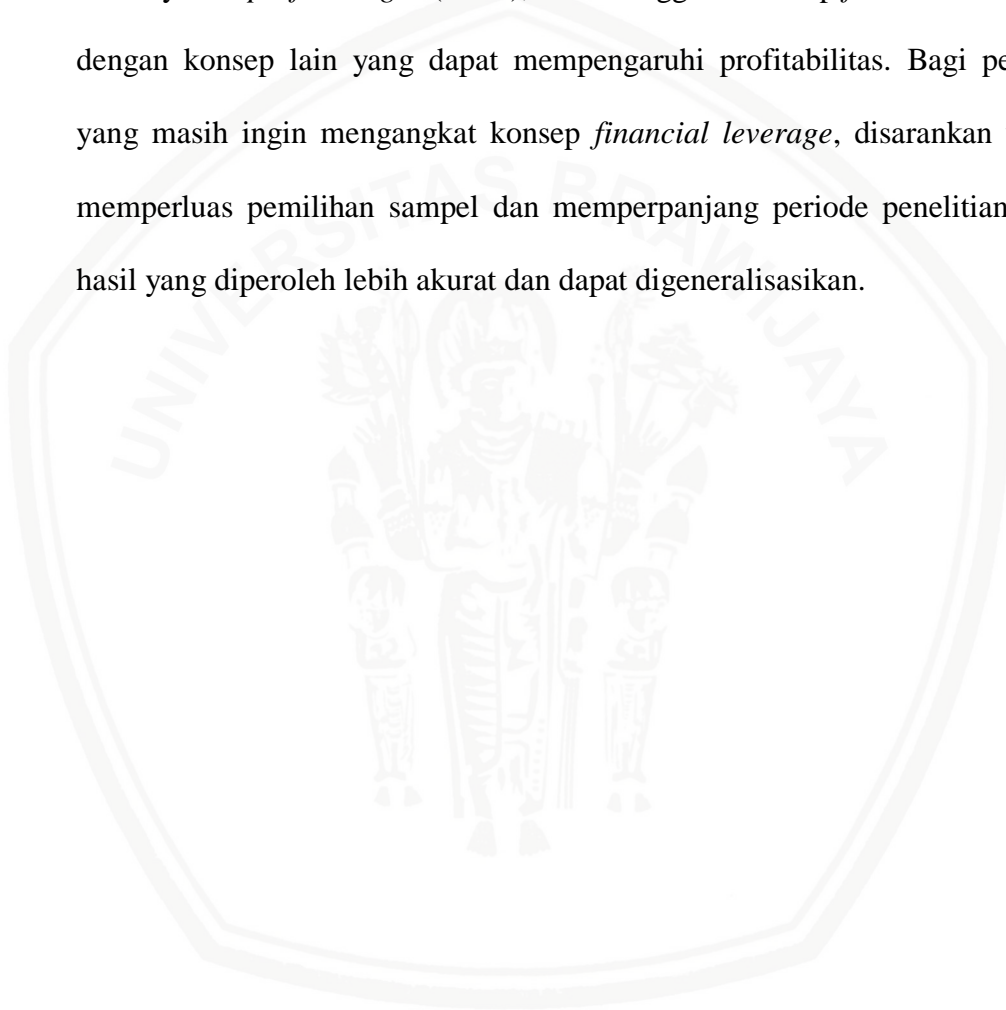 dengan konsep lain yang dapat mempengaruhi profitabilitas. Bagi
yang masih ingin mengangkat konsep financial leverage, disarankan
memperluas pemilihan sampel dan memperpanjang periode penelitian
hasil yang diperoleh lebih akurat dan dapat digeneralisasikan.
UNIVERSITAS BRAWIJAYA